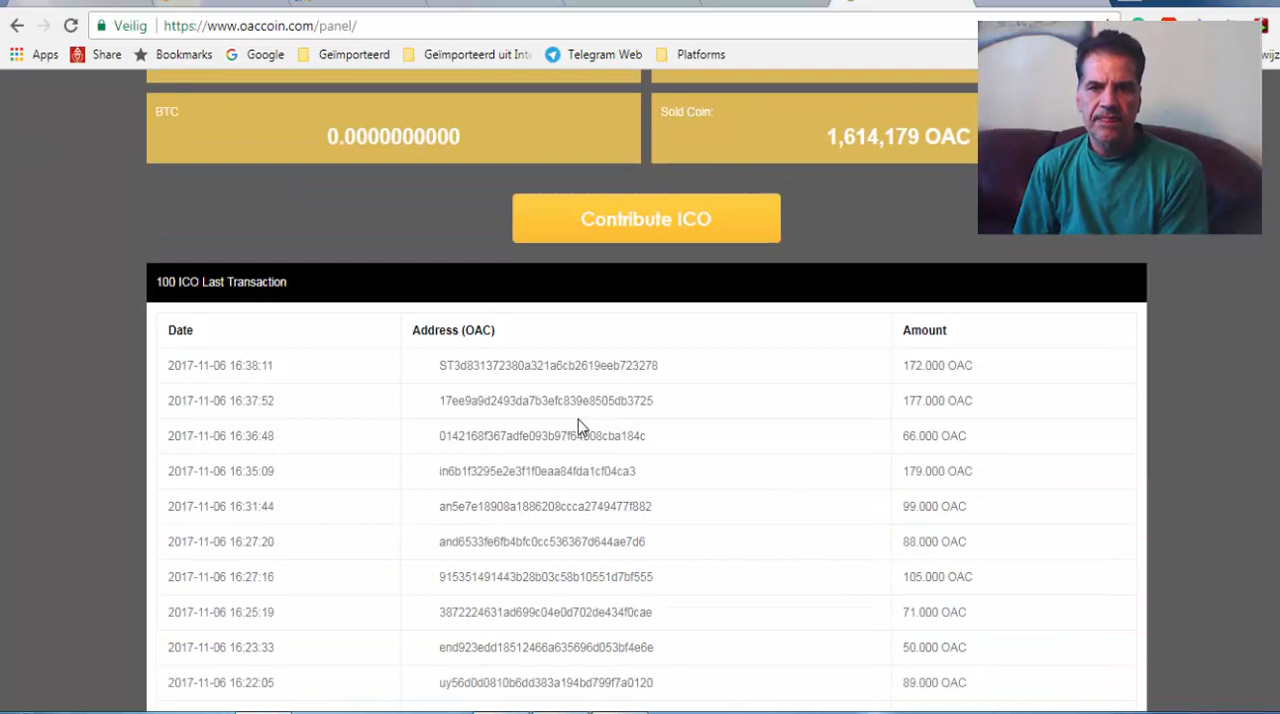 Veilig https://www.oaccoin.com/panel/
Apps Share Bookmarks Google Geïmporteerd Geïmporteerd uit Inte Telegram Web Platforms
BTC
Sold Coin:
0.0000000000
1,614,179 OAC
Contribute ICO
100 ICO Last Transaction
Date Address (OAC) Amount
2017-11-06 16:38:11 ST3d831372380a321a6cb2619eeb723278 172.000 OAC
2017-11-06 16:37:52 17ee9a9d2493da7b3efc839e8505db3725 177.000 OAC
2017-11-06 16:36:48 66.000 OAC
2017-11-06 16:35:09 in6b1f3295e2e3f1f0eaa84fda1cf04ca3 179.000 OAC
2017-11-06 16:31:44 an5e7e18908a1886208ccca2749477f882 99.000 OAC
2017-11-06 16:27:20 and6533fe6fb4bfc0cc536367d644ae7d6 88.000 OAC
2017-11-06 16:27:16 915351491443b28b03c58b10551d7bf555 105.000 OAC
2017-11-06 16:25:19 3872224631ad699c04e0d702de434f0cae 71.000 OAC
2017-11-06 16:23:33 end923edd18512466a635696d053bf4e6e 50.000 OAC
2017-11-06 16:22:05 uy56d0d0810b6dd383a194bd799f7a0120 89.000 OAC